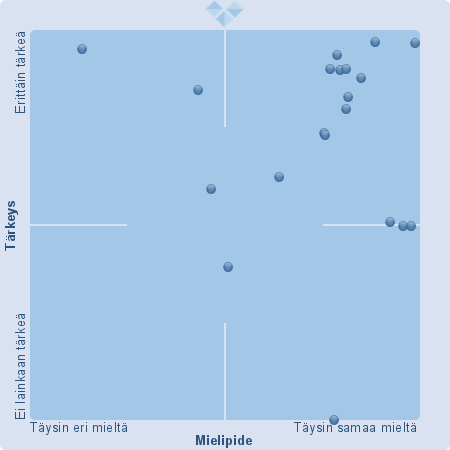 Erittäin tärkeä
Tärkeys
Ei lainkaan tärkeä
Täysin eri mieltä
Täysin samaa mieltä
Mielipide